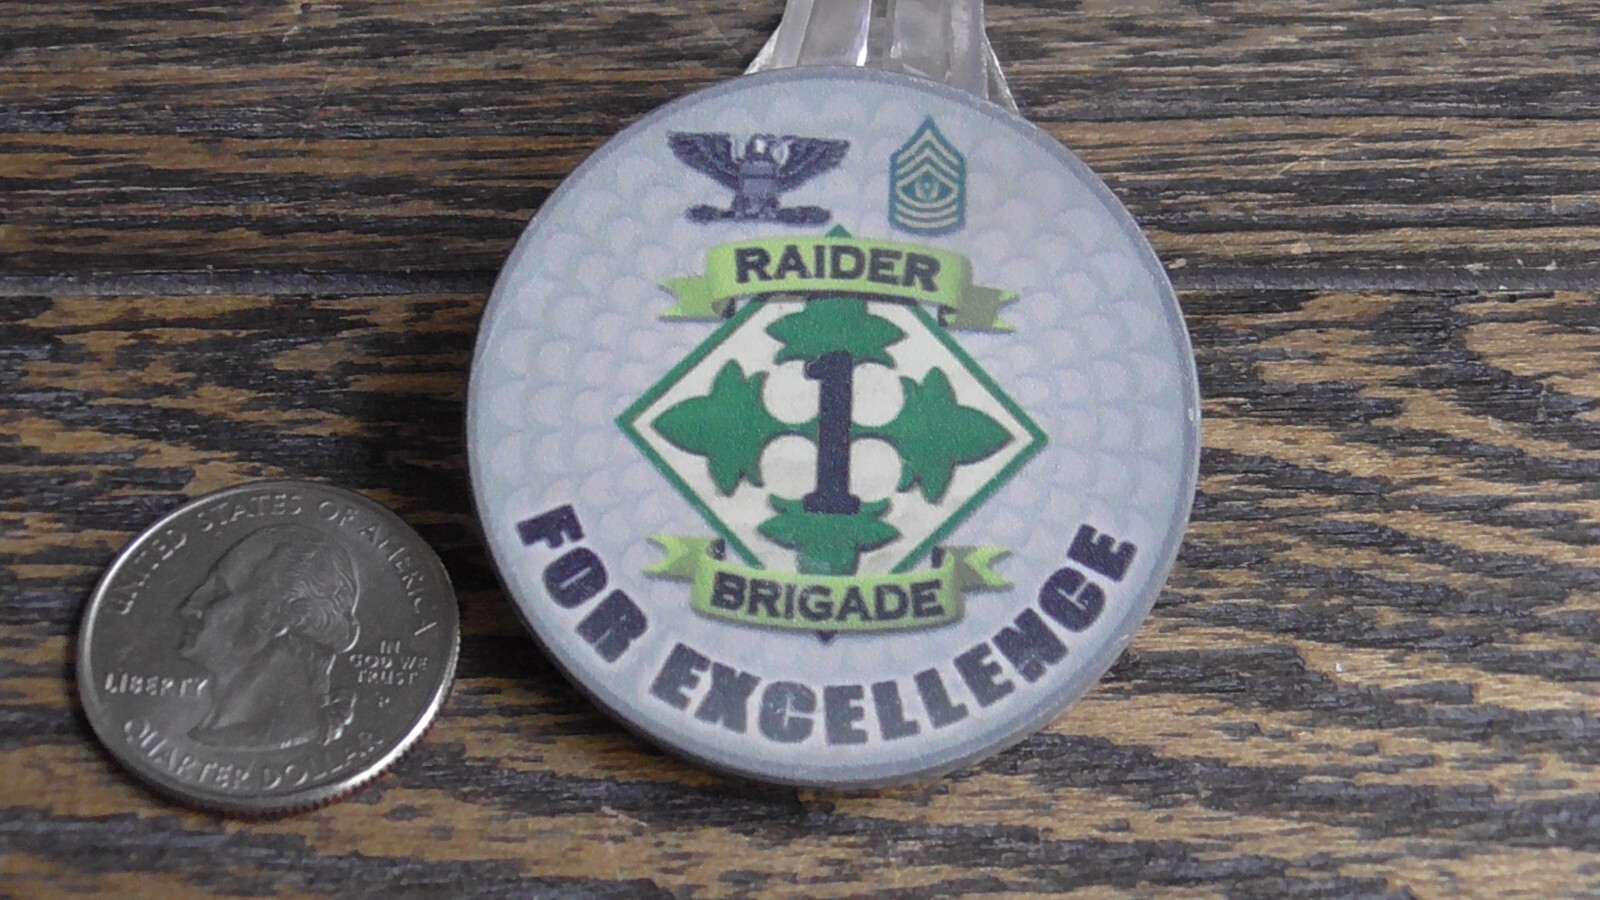 RAIDER
1
BRIGADE
FOR EXCELLENCE
UNITED STATES OF AMERICA
LIBERTY
IN
GOD WE
TRUST
P
QUARTER DOLLAR